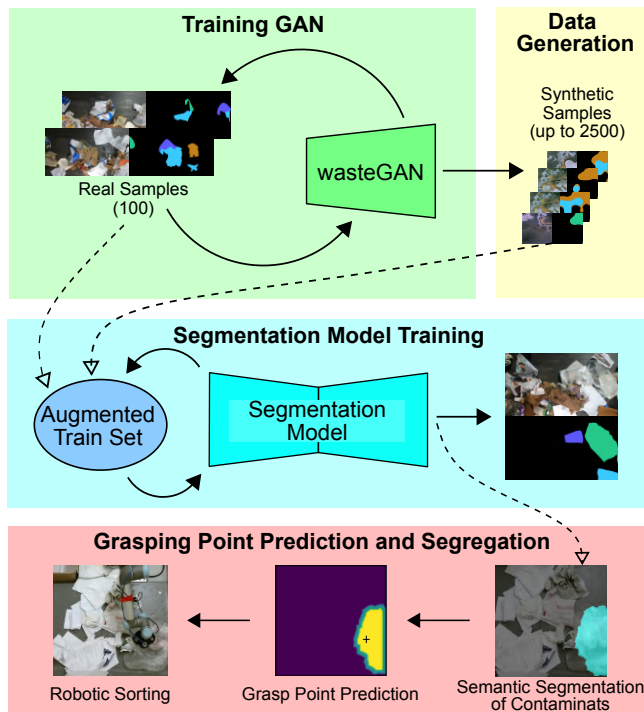 Training GAN
Data
Generation
Synthetic
Samples
(up to 2500)
wasteGAN
Real Samples
(100)
Segmentation Model Training
Augmented
Train Set
Segmentation
Model
Grasping Point Prediction and Segregation
Robotic Sorting
Grasp Point Prediction
Semantic Segmentation
of Contaminats